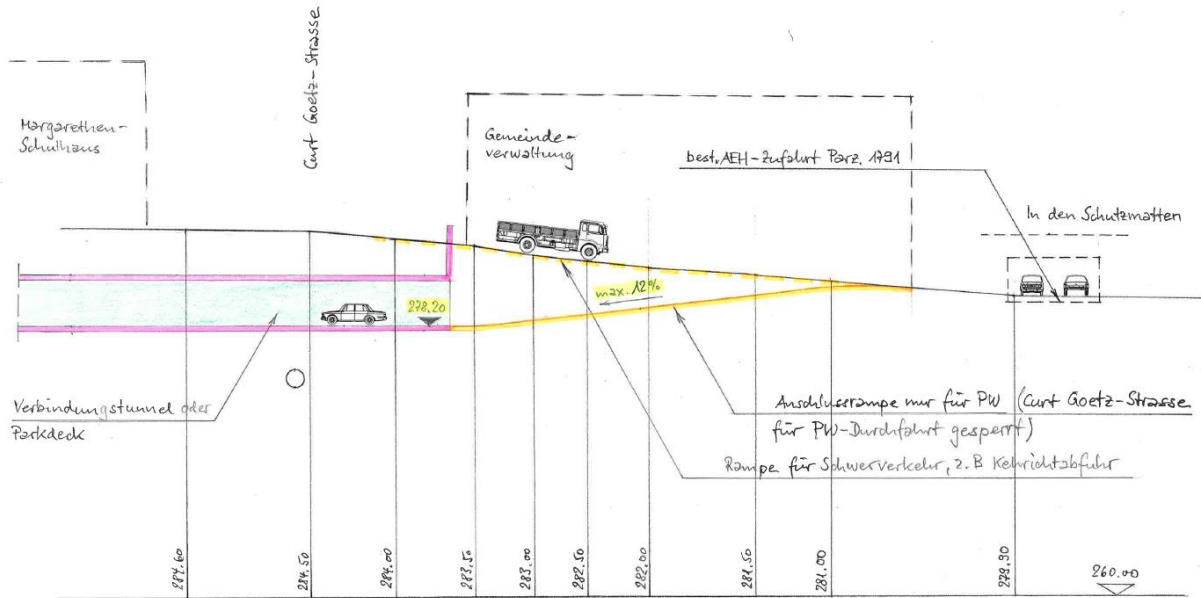 Curt Goetz-Strasse
Margarethen-
Schulhaus
Gemeinde-
verwaltung
best. AEH-Zufahrt Parz. 1791
In den Schutzmatten
max. 12%
278.20
Verbindungstunnel oder
Parkdeck
Anschlussrampe nur für PW (Curt Goetz-Strasse
für PW-Durchfahrt gesperrt)
Rampe für Schwerverkehr, z.B Kehrichtabfuhr
284.60
284.50
284.00
283.50
283.00
282.50
282.00
281.50
281.00
279.90
260.00